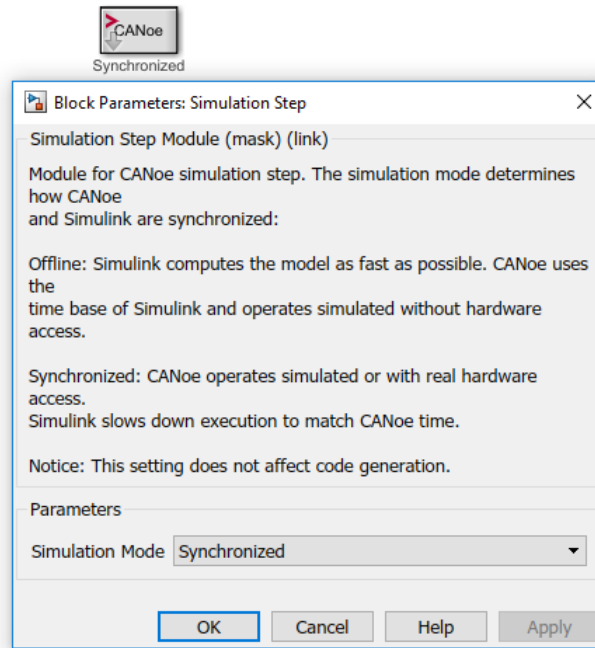 CANoe
Synchronized
Block Parameters: Simulation Step
Simulation Step Module (mask) (link)
Module for CANoe simulation step. The simulation mode determines
how CANoe
and Simulink are synchronized:
Offline: Simulink computes the model as fast as possible. CANoe uses
the
time base of Simulink and operates simulated without hardware
access.
Synchronized: CANoe operates simulated or with real hardware
access.
Simulink slows down execution to match CANoe time.
Notice: This setting does not affect code generation.
Parameters
Simulation Mode Synchronized
OK Cancel Help Apply